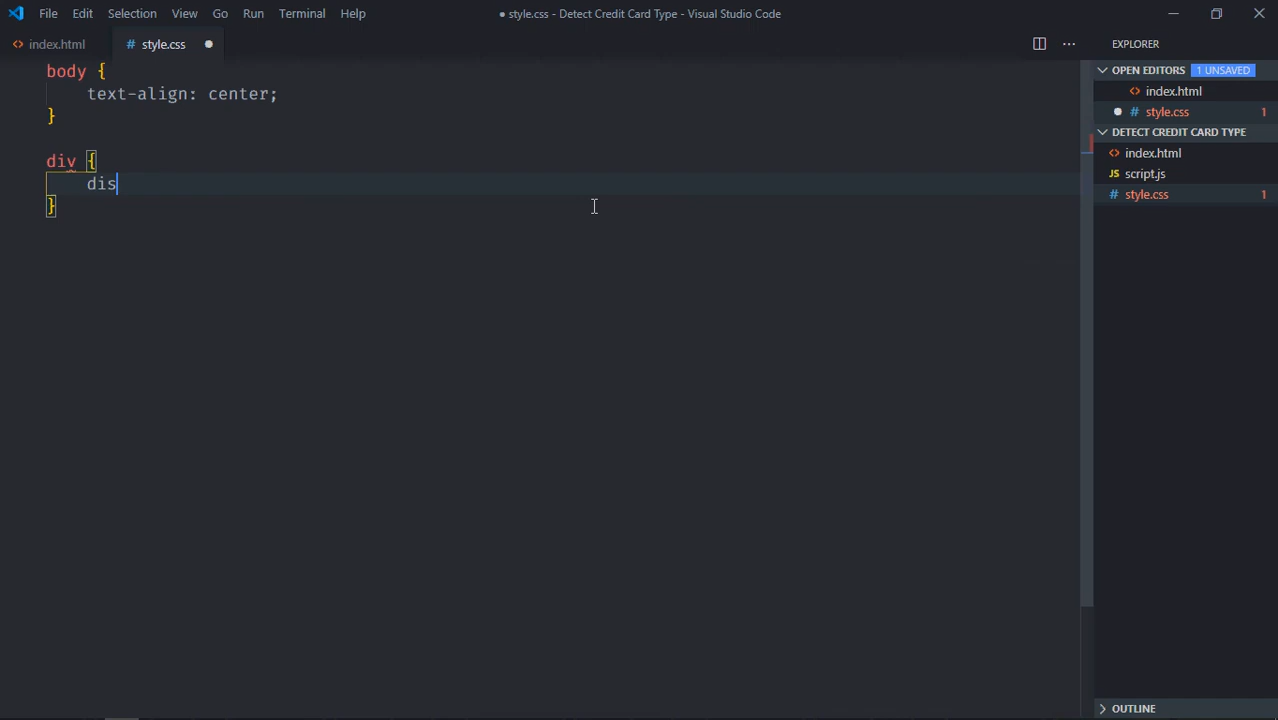 File Edit Selection View Go Run Terminal Help
● style.css - Detect Credit Card Type - Visual Studio Code
<> index.html
# style.css ●
body {
text-align: center;
}
div {
dis
}
EXPLORER
OPEN EDITORS 1 UNSAVED
<> index.html
● # style.css 1
DETECT CREDIT CARD TYPE
<> index.html
JS script.js
# style.css 1
OUTLINE